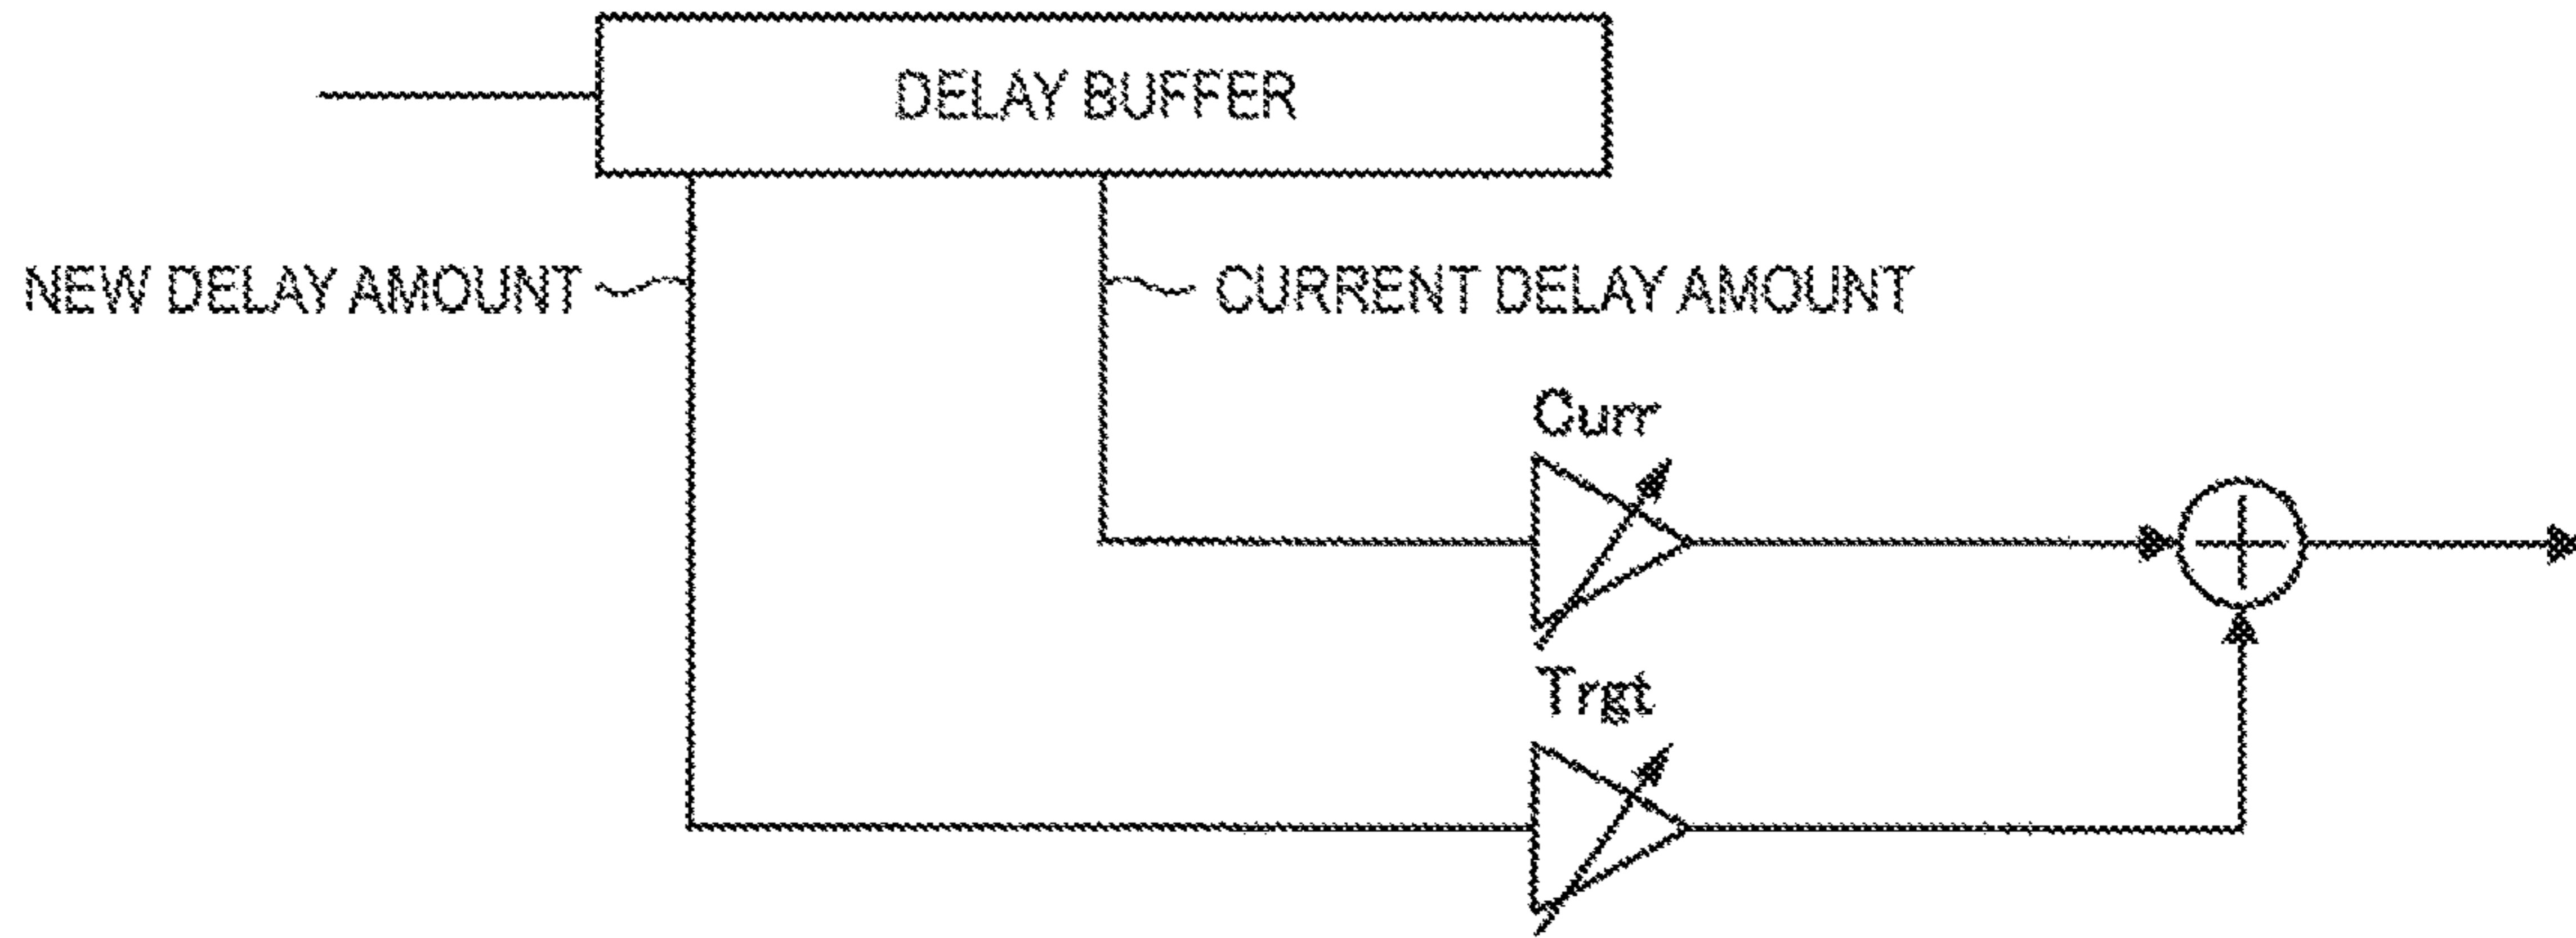 DELAY BUFFER
NEW DELAY AMOUNT
CURRENT DELAY AMOUNT
Curr
Trgt